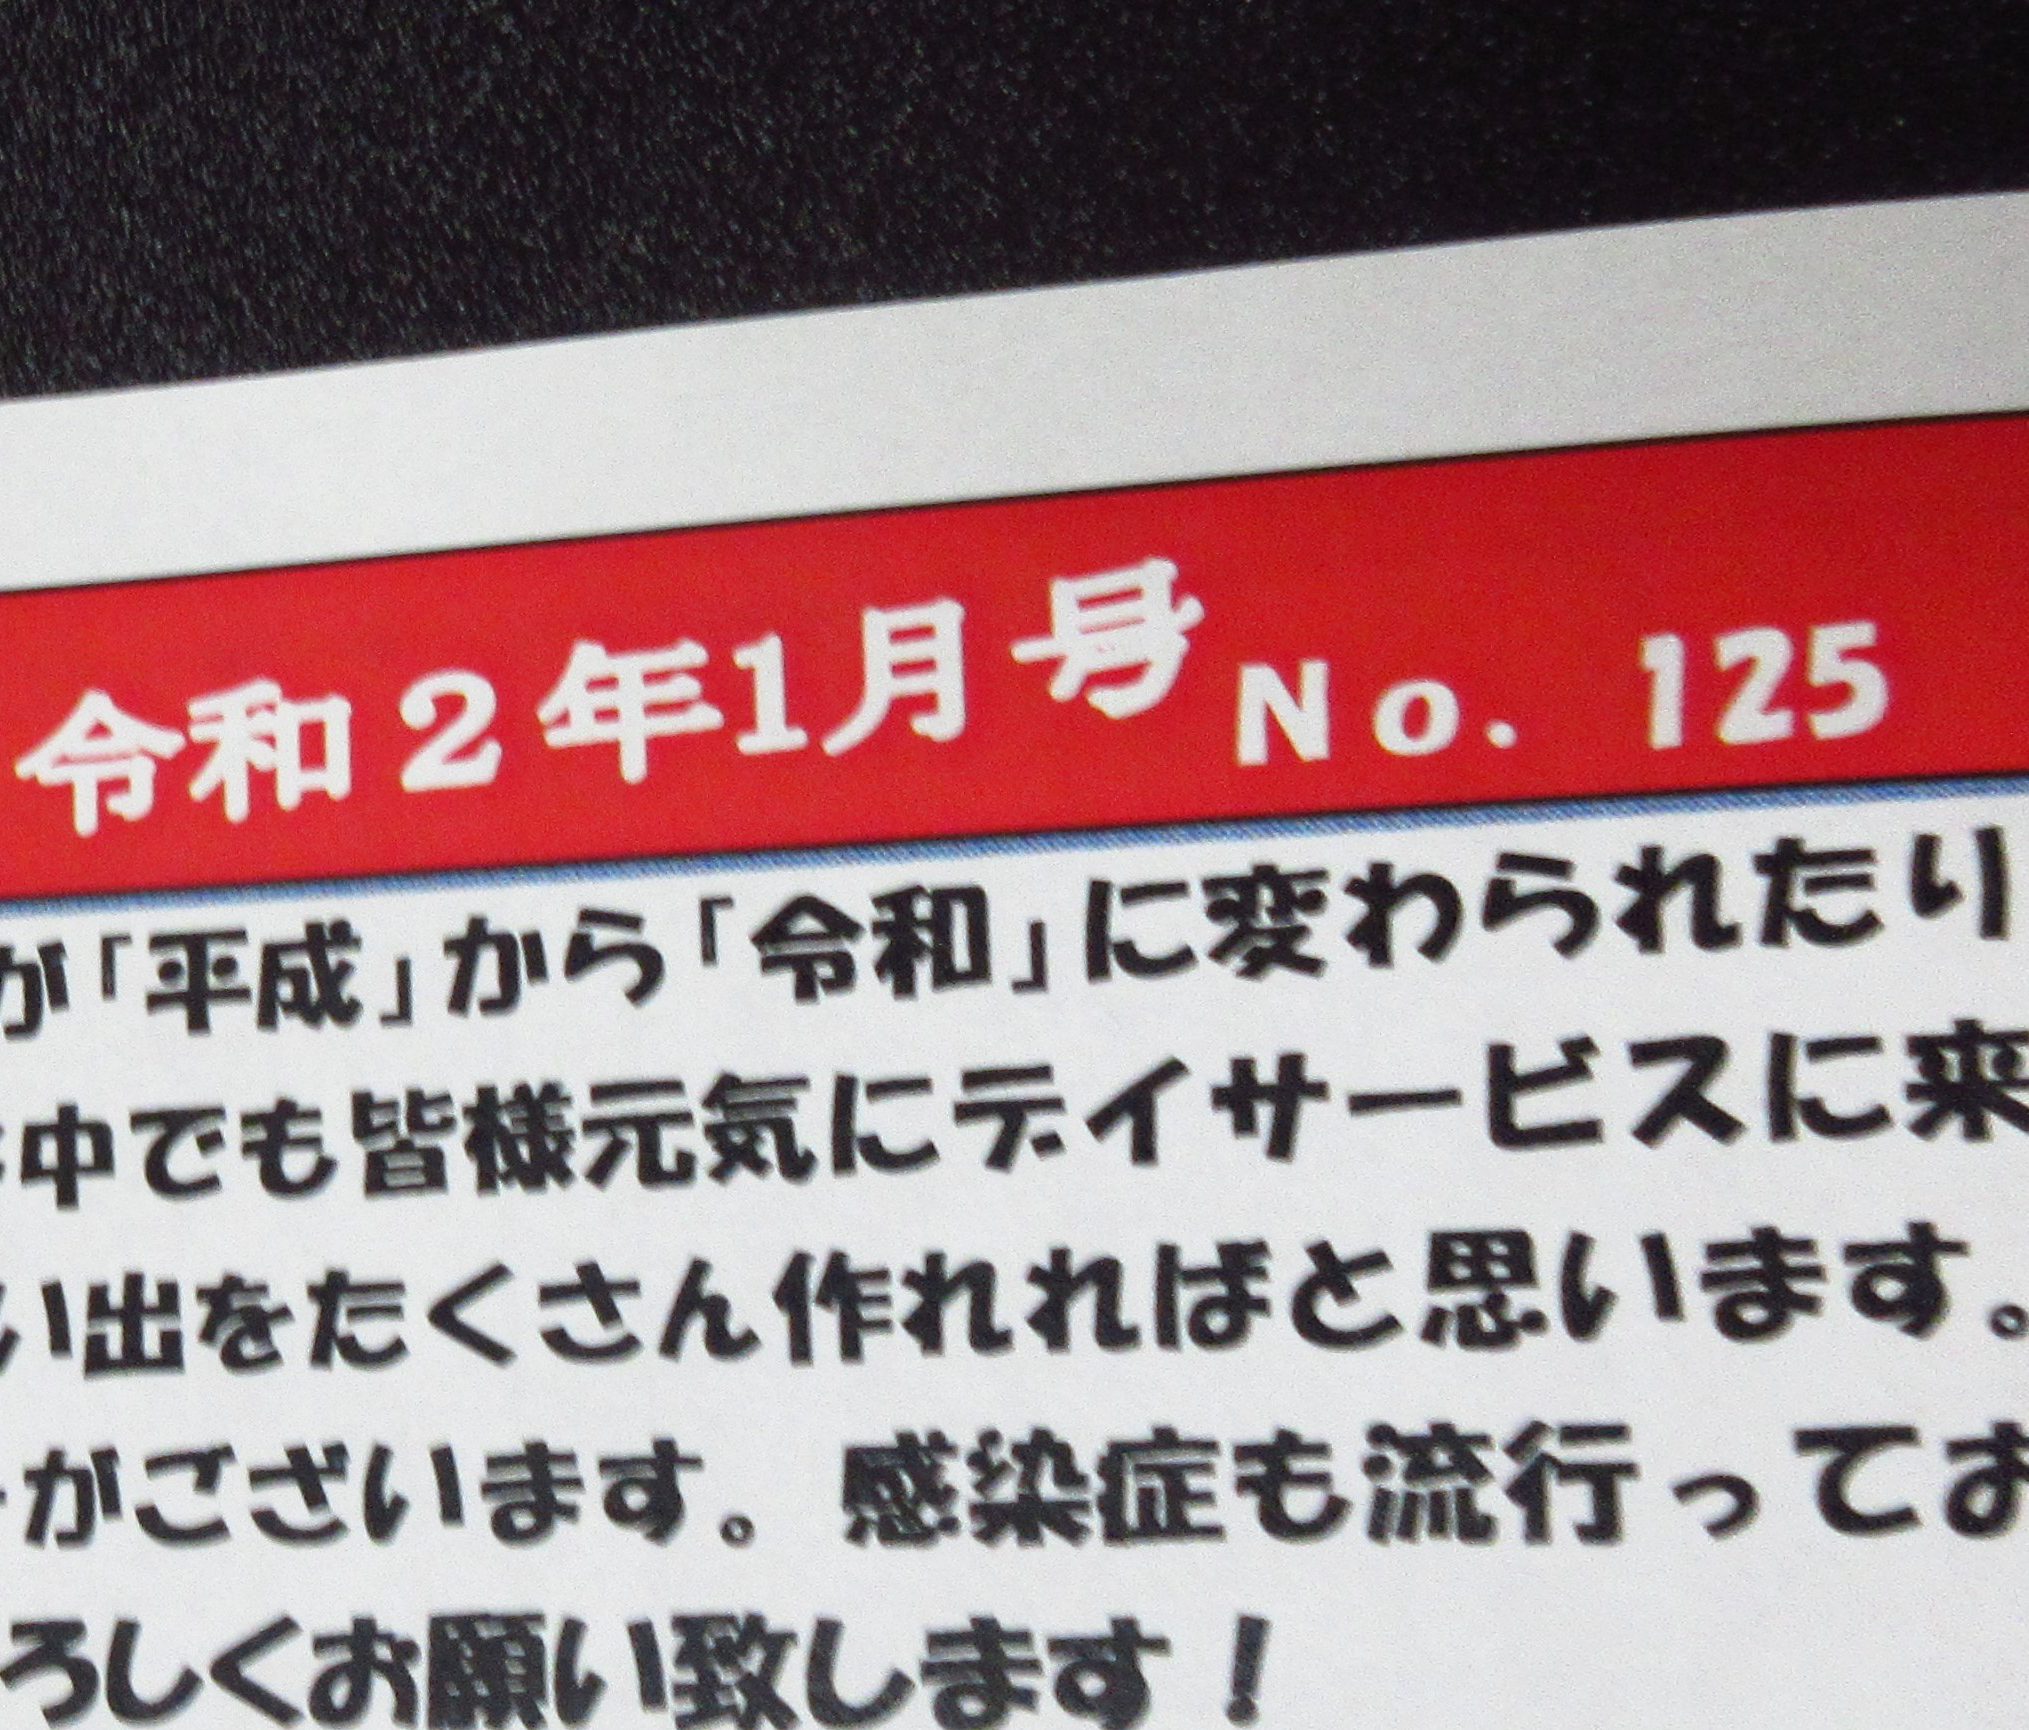 令和２年1月号 No. 125
が「平成」から「令和」に変わられたり
中でも皆様元気にデイサービスに来
い出をたくさん作れればと思います。
がございます。感染症も流行ってお
ろしくお願い致します！